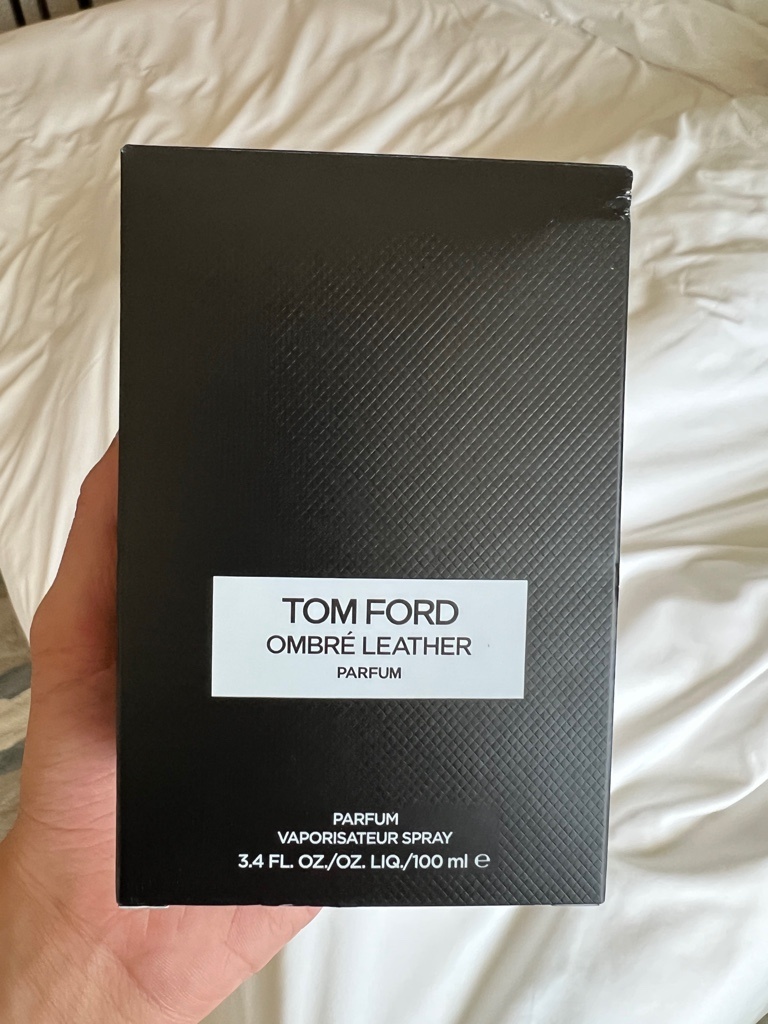 TOM FORD
OMBRÉ LEATHER
PARFUM
PARFUM
VAPORISATEUR SPRAY
3.4 FL. OZ./OZ. LIQ./100 ml ℮